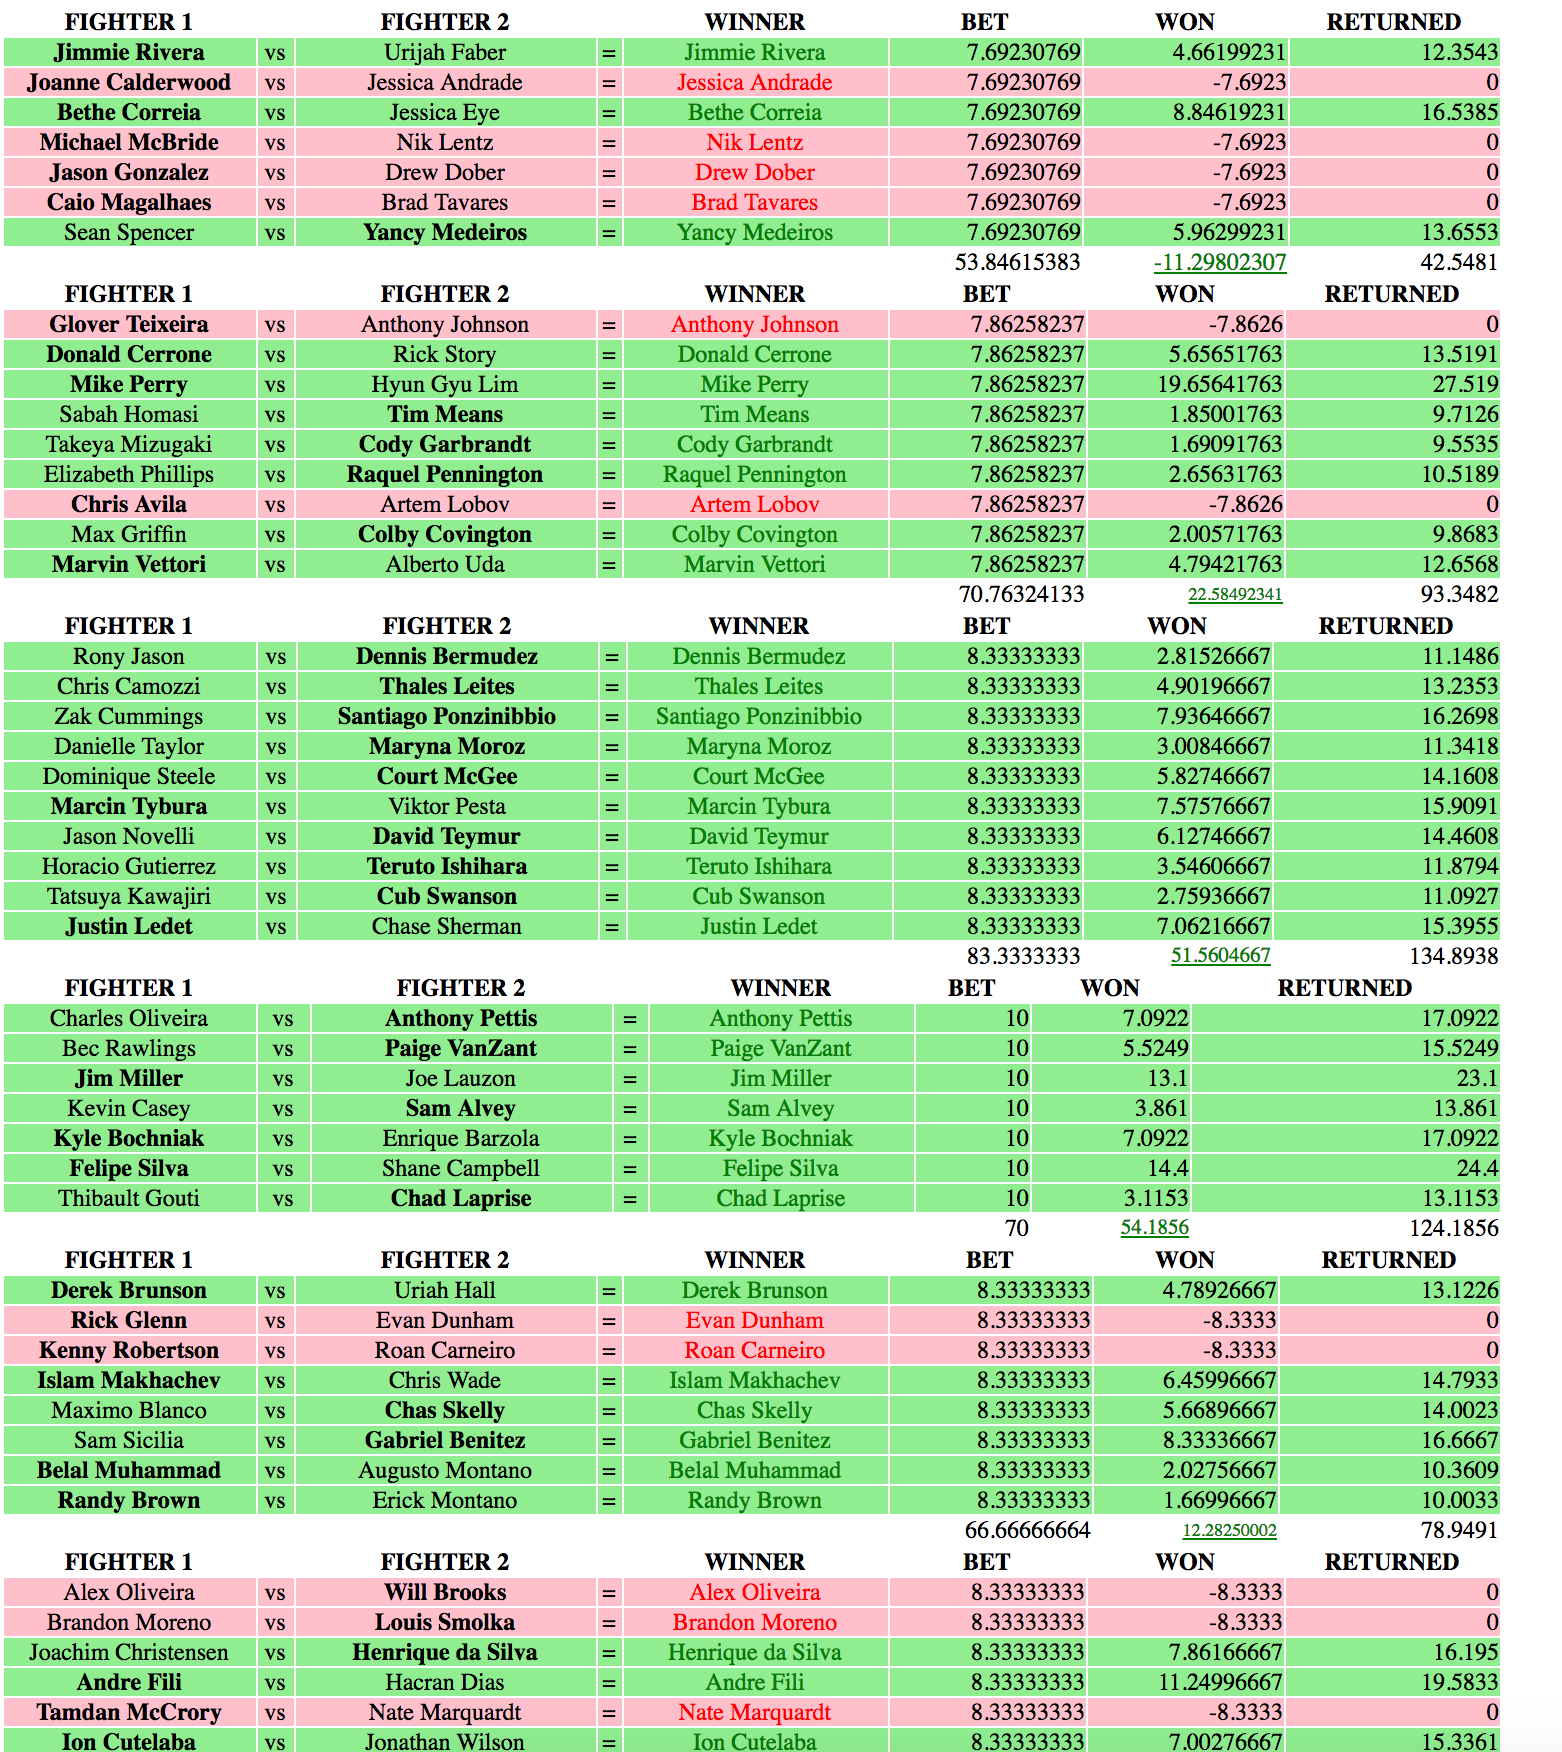 FIGHTER 1 FIGHTER 2 WINNER BET WON RETURNED
Jimmie Rivera vs Urijah Faber = Jimmie Rivera 7.69230769 4.66199231 12.3543
Joanne Calderwood vs Jessica Andrade = Jessica Andrade 7.69230769 -7.6923 0
Bethe Correia vs Jessica Eye = Bethe Correia 7.69230769 8.84619231 16.5385
Michael McBride vs Nik Lentz = Nik Lentz 7.69230769 -7.6923 0
Jason Gonzalez vs Drew Dober = Drew Dober 7.69230769 -7.6923 0
Caio Magalhaes vs Brad Tavares = Brad Tavares 7.69230769 -7.6923 0
Sean Spencer vs Yancy Medeiros = Yancy Medeiros 7.69230769 5.96299231 13.6553
53.84615383 -11.29802307 42.5481
FIGHTER 1 FIGHTER 2 WINNER BET WON RETURNED
Glover Teixeira vs Anthony Johnson = Anthony Johnson 7.86258237 -7.8626 0
Donald Cerrone vs Rick Story = Donald Cerrone 7.86258237 5.65651763 13.5191
Mike Perry vs Hyun Gyu Lim = Mike Perry 7.86258237 19.65641763 27.519
Sabah Homasi vs Tim Means = Tim Means 7.86258237 1.85001763 9.7126
Takeya Mizugaki vs Cody Garbrandt = Cody Garbrandt 7.86258237 1.69091763 9.5535
Elizabeth Phillips vs Raquel Pennington = Raquel Pennington 7.86258237 2.65631763 10.5189
Chris Avila vs Artem Lobov = Artem Lobov 7.86258237 -7.8626 0
Max Griffin vs Colby Covington = Colby Covington 7.86258237 2.00571763 9.8683
Marvin Vettori vs Alberto Uda = Marvin Vettori 7.86258237 4.79421763 12.6568
70.76324133 22.58492341 93.3482
FIGHTER 1 FIGHTER 2 WINNER BET WON RETURNED
Rony Jason vs Dennis Bermudez = Dennis Bermudez 8.33333333 2.81526667 11.1486
Chris Camozzi vs Thales Leites = Thales Leites 8.33333333 4.90196667 13.2353
Zak Cummings vs Santiago Ponzinibbio = Santiago Ponzinibbio 8.33333333 7.93646667 16.2698
Danielle Taylor vs Maryna Moroz = Maryna Moroz 8.33333333 3.00846667 11.3418
Dominique Steele vs Court McGee = Court McGee 8.33333333 5.82746667 14.1608
Marcin Tybura vs Viktor Pesta = Marcin Tybura 8.33333333 7.57576667 15.9091
Jason Novelli vs David Teymur = David Teymur 8.33333333 6.12746667 14.4608
Horacio Gutierrez vs Teruto Ishihara = Teruto Ishihara 8.33333333 3.54606667 11.8794
Tatsuya Kawajiri vs Cub Swanson = Cub Swanson 8.33333333 2.75936667 11.0927
Justin Ledet vs Chase Sherman = Justin Ledet 8.33333333 7.06216667 15.3955
83.3333333 51.5604667 134.8938
FIGHTER 1 FIGHTER 2 WINNER BET WON RETURNED
Charles Oliveira vs Anthony Pettis = Anthony Pettis 10 7.0922 17.0922
Bec Rawlings vs Paige VanZant = Paige VanZant 10 5.5249 15.5249
Jim Miller vs Joe Lauzon = Jim Miller 10 13.1 23.1
Kevin Casey vs Sam Alvey = Sam Alvey 10 3.861 13.861
Kyle Bochniak vs Enrique Barzola = Kyle Bochniak 10 7.0922 17.0922
Felipe Silva vs Shane Campbell = Felipe Silva 10 14.4 24.4
Thibault Gouti vs Chad Laprise = Chad Laprise 10 3.1153 13.1153
70 54.1856 124.1856
FIGHTER 1 FIGHTER 2 WINNER BET WON RETURNED
Derek Brunson vs Uriah Hall = Derek Brunson 8.33333333 4.78926667 13.1226
Rick Glenn vs Evan Dunham = Evan Dunham 8.33333333 -8.3333 0
Kenny Robertson vs Roan Carneiro = Roan Carneiro 8.33333333 -8.3333 0
Islam Makhachev vs Chris Wade = Islam Makhachev 8.33333333 6.45996667 14.7933
Maximo Blanco vs Chas Skelly = Chas Skelly 8.33333333 5.66896667 14.0023
Sam Sicilia vs Gabriel Benitez = Gabriel Benitez 8.33333333 8.33336667 16.6667
Belal Muhammad vs Augusto Montano = Belal Muhammad 8.33333333 2.02756667 10.3609
Randy Brown vs Erick Montano = Randy Brown 8.33333333 1.66996667 10.0033
66.66666664 12.28250002 78.9491
FIGHTER 1 FIGHTER 2 WINNER BET WON RETURNED
Alex Oliveira vs Will Brooks = Alex Oliveira 8.33333333 -8.3333 0
Brandon Moreno vs Louis Smolka = Brandon Moreno 8.33333333 -8.3333 0
Joachim Christensen vs Henrique da Silva = Henrique da Silva 8.33333333 7.86166667 16.195
Andre Fili vs Hacran Dias = Andre Fili 8.33333333 11.24996667 19.5833
Tamdan McCrory vs Nate Marquardt = Nate Marquardt 8.33333333 -8.3333 0
Ion Cutelaba vs Jonathan Wilson = Ion Cutelaba 8.33333333 7.00276667 15.3361